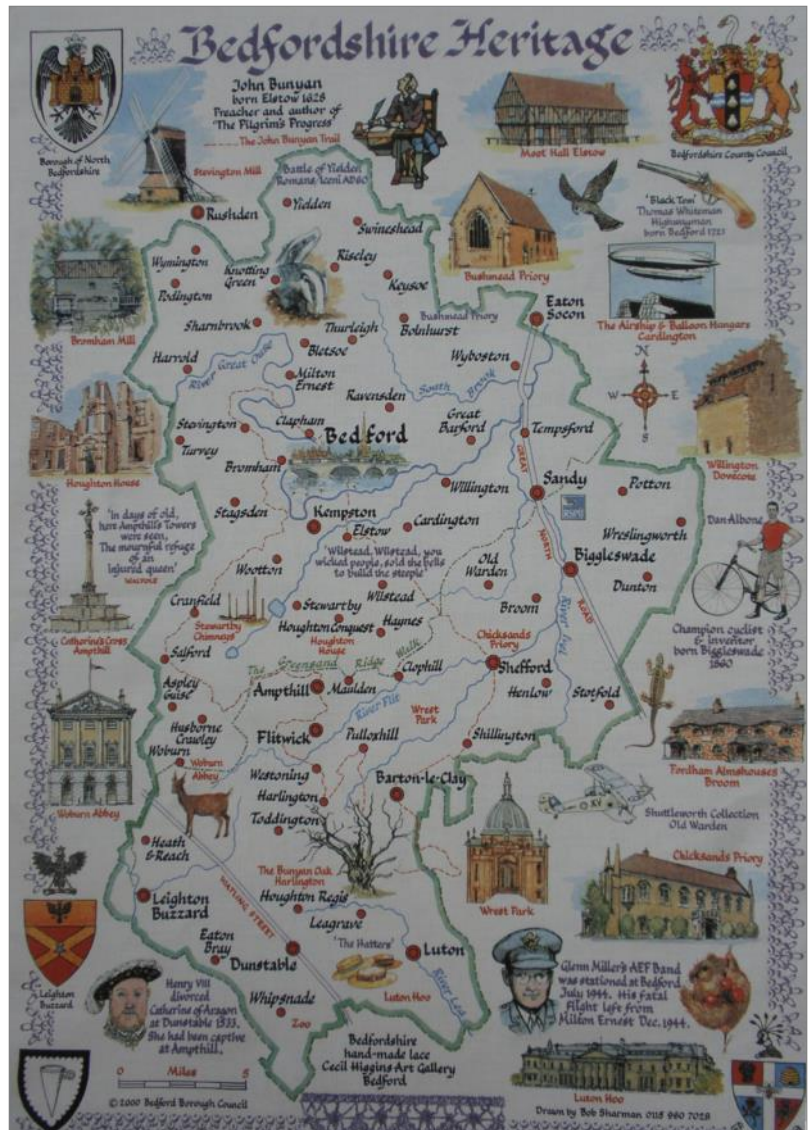 Bedfordshire Heritage
John Bunyan
born Elstow 1628
Preacher and author of
'The Pilgrim's Progress'
The John Bunyan Trail
Borough of North
Bedfordshire
Stevington Mill
Moot Hall Elstow
Bedfordshire County Council
Battle of Yielden
Romans/Iceni AD60
'Black Tom'
Thomas Whiteman
Highwayman
born Bedford 1721
Rushden
Yielden
Swineshead
Bushmead Priory
Wymington
Knotting
Green
Riseley
Keysoe
Podington
Bromham Mill
Sharnbrook
Thurleigh
Bolnhurst
Bushmead Priory
Eaton
Socon
The Airship & Balloon Hangars
Cardington
Harrold
River Great Ouse
Bletsoe
Milton
Ernest
Wyboston
N
W
E
S
Ravensden
South Brook
Stevington
Clapham
Great
Barford
Tempsford
Turvey
Bedford
Bromham
Houghton House
Willington
Dovecote
Willington
GREAT
NORTH
ROAD
Sandy
Potton
Stagsden
Kempston
Cardington
Elstow
Wreslingworth
Dan Albone
'In days of old,
here Ampthill's Towers
were seen,
The mournful refuge
of an
injured queen'
WALPOLE
'Wilstead, Wilstead, you
wicked people, sold the bells
to build the steeple'
Wootton
Old
Warden
Biggleswade
Dunton
Wilstead
Cranfield
Stewartby
Chimneys
Stewartby
Houghton Conquest
Houghton
House
Haynes
Broom
River Ivel
Catherine's Cross
Ampthill
Champion cyclist
& inventor
born Biggleswade
1860
Salford
Chicksands
Priory
The Greensand Ridge Walk
Clophill
Shefford
Aspley
Guise
Ampthill
Maulden
Henlow
Stotfold
Husborne
Crawley
River Flit
Wrest
Park
Flitwick
Pulloxhill
Shillington
Woburn
Woburn
Abbey
Westoning
Fordham Almshouses
Broom
Woburn Abbey
Harlington
Barton-le-Clay
Toddington
XV
Shuttleworth Collection
Old Warden
Heath
& Reach
The Bunyan Oak
Harlington
Chicksands Priory
WATLING STREET
Leighton
Buzzard
Houghton Regis
Leagrave
Wrest Park
Eaton
Bray
Dunstable
'The Hatters'
Luton
Leighton
Buzzard
Henry VIII
divorced
Catherine of Aragon
at Dunstable 1533.
She had been captive
at Ampthill.
Whipsnade
Zoo
Luton Hoo
River Lea
Glenn Miller's AEF Band
was stationed at Bedford
July 1944. His fatal
flight left from
Milton Ernest Dec. 1944.
0 Miles 5
Bedfordshire
hand-made lace
Cecil Higgins Art Gallery
Bedford
© 2000 Bedford Borough Council
Luton Hoo
Drawn by Bob Sharman 0115 960 7028